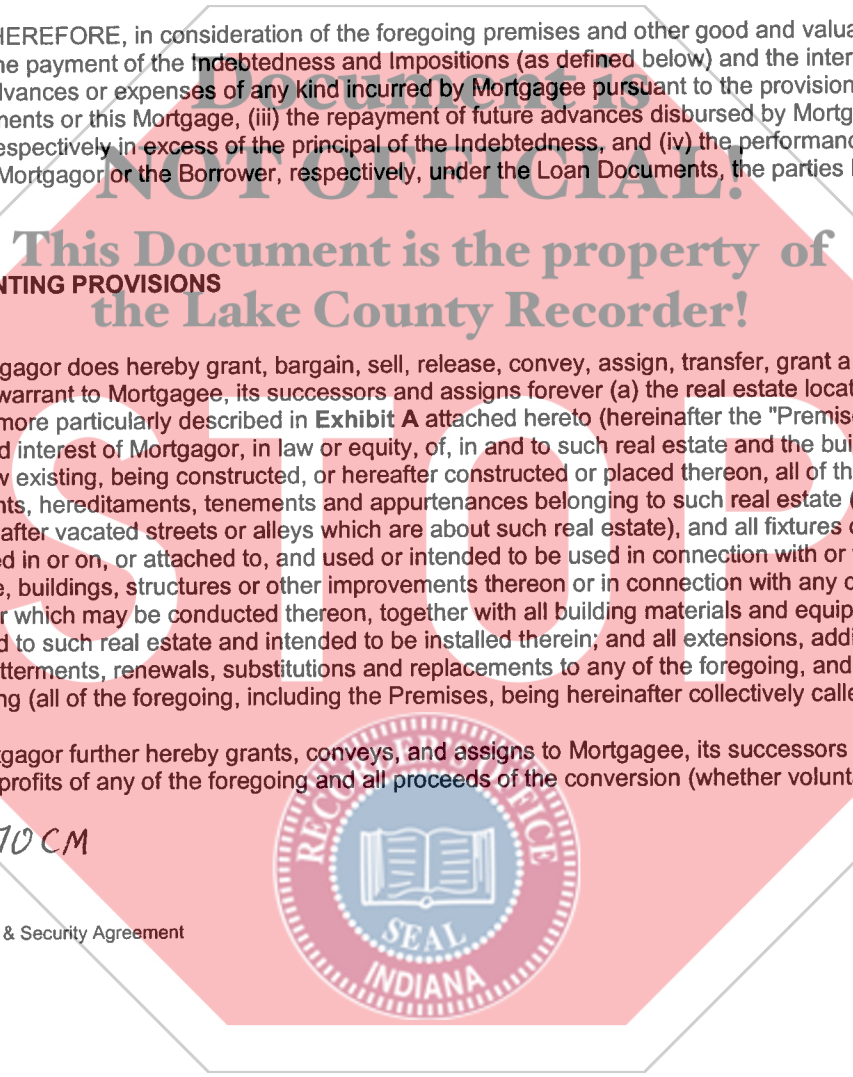 HEREFORE, in consideration of the foregoing premises and other good and valua
ne payment of the Indebtedness and Impositions (as defined below) and the inter
dvances or expenses of any kind incurred by Mortgagee pursuant to the provision
nents or this Mortgage, (iii) the repayment of future advances disbursed by Mortg
espectively in excess of the principal of the Indebtedness, and (iv) the performanc
Mortgagor or the Borrower, respectively, under the Loan Documents, the parties
Document is
NOT OFFICIAL!
This Document is the property of
the Lake County Recorder!
NTING PROVISIONS
gagor does hereby grant, bargain, sell, release, convey, assign, transfer, grant a
warrant to Mortgagee, its successors and assigns forever (a) the real estate locat
more particularly described in Exhibit A attached hereto (hereinafter the "Premise
d interest of Mortgagor, in law or equity, of, in and to such real estate and the bui
w existing, being constructed, or hereafter constructed or placed thereon, all of th
nts, hereditaments, tenements and appurtenances belonging to such real estate (
after vacated streets or alleys which are about such real estate), and all fixtures
ed in or on, or attached to, and used or intended to be used in connection with or
e, buildings, structures or other improvements thereon or in connection with any
r which may be conducted thereon, together with all building materials and equip
d to such real estate and intended to be installed therein; and all extensions, addi
tterments, renewals, substitutions and replacements to any of the foregoing, and
ng (all of the foregoing, including the Premises, being hereinafter collectively calle
STOP
tgagor further hereby grants, conveys, and assigns to Mortgagee, its successors
profits of any of the foregoing and all proceeds of the conversion (whether volunt
10 CM
& Security Agreement
RECORDER'S OFFICE
SEAL
INDIANA